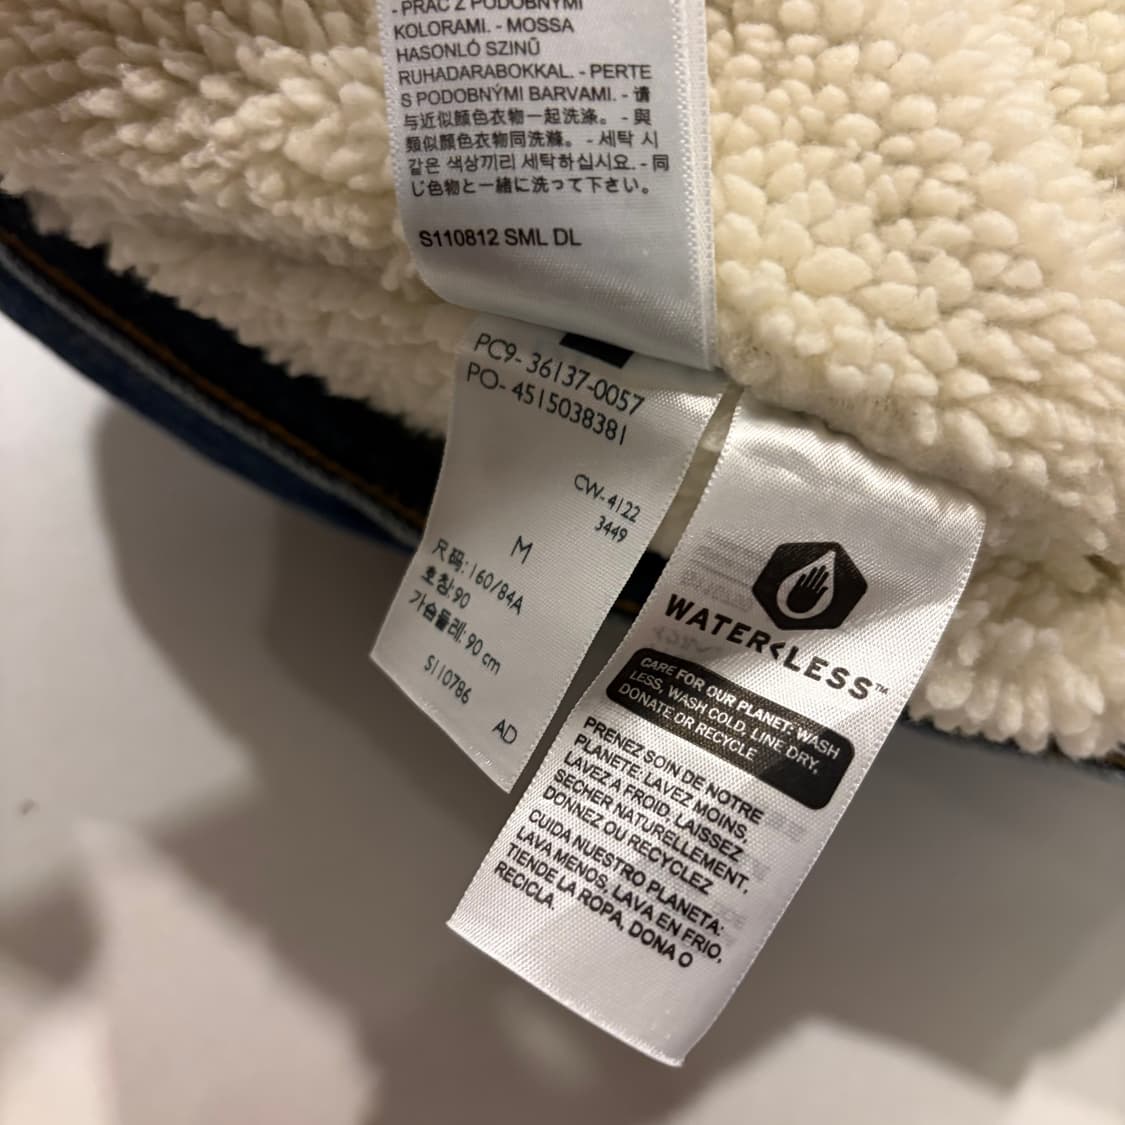 - PRAĆ Z PODOBNYMI
KOLORAMI. - MOSSA
HASONLÓ SZINŰ
RUHADARABOKKAL. - PERTE
S PODOBNÝMI BARVAMI. - 请
与近似颜色衣物一起洗涤。 - 與
類似顏色衣物同洗滌。 - 세탁 시
같은 색상끼리 세탁하십시요. - 同
じ色物と一緒に洗って下さい。
S110812 SML DL
PC9- 36137-0057
PO- 4515038381
CW-4122
3449
M
尺码: 160/84A
호칭: 90
가슴둘레: 90 cm
S110786
AD
WATER<LESS™
CARE FOR OUR PLANET: WASH
LESS, WASH COLD, LINE DRY,
DONATE OR RECYCLE
PRENEZ SOIN DE NOTRE
PLANETE: LAVEZ MOINS,
LAVEZ A FROID, LAISSEZ
SECHER NATURELLEMENT,
DONNEZ OU RECYCLEZ
CUIDA NUESTRO PLANETA:
LAVA MENOS, LAVA EN FRIO,
TIENDE LA ROPA, DONA O
RECICLA.